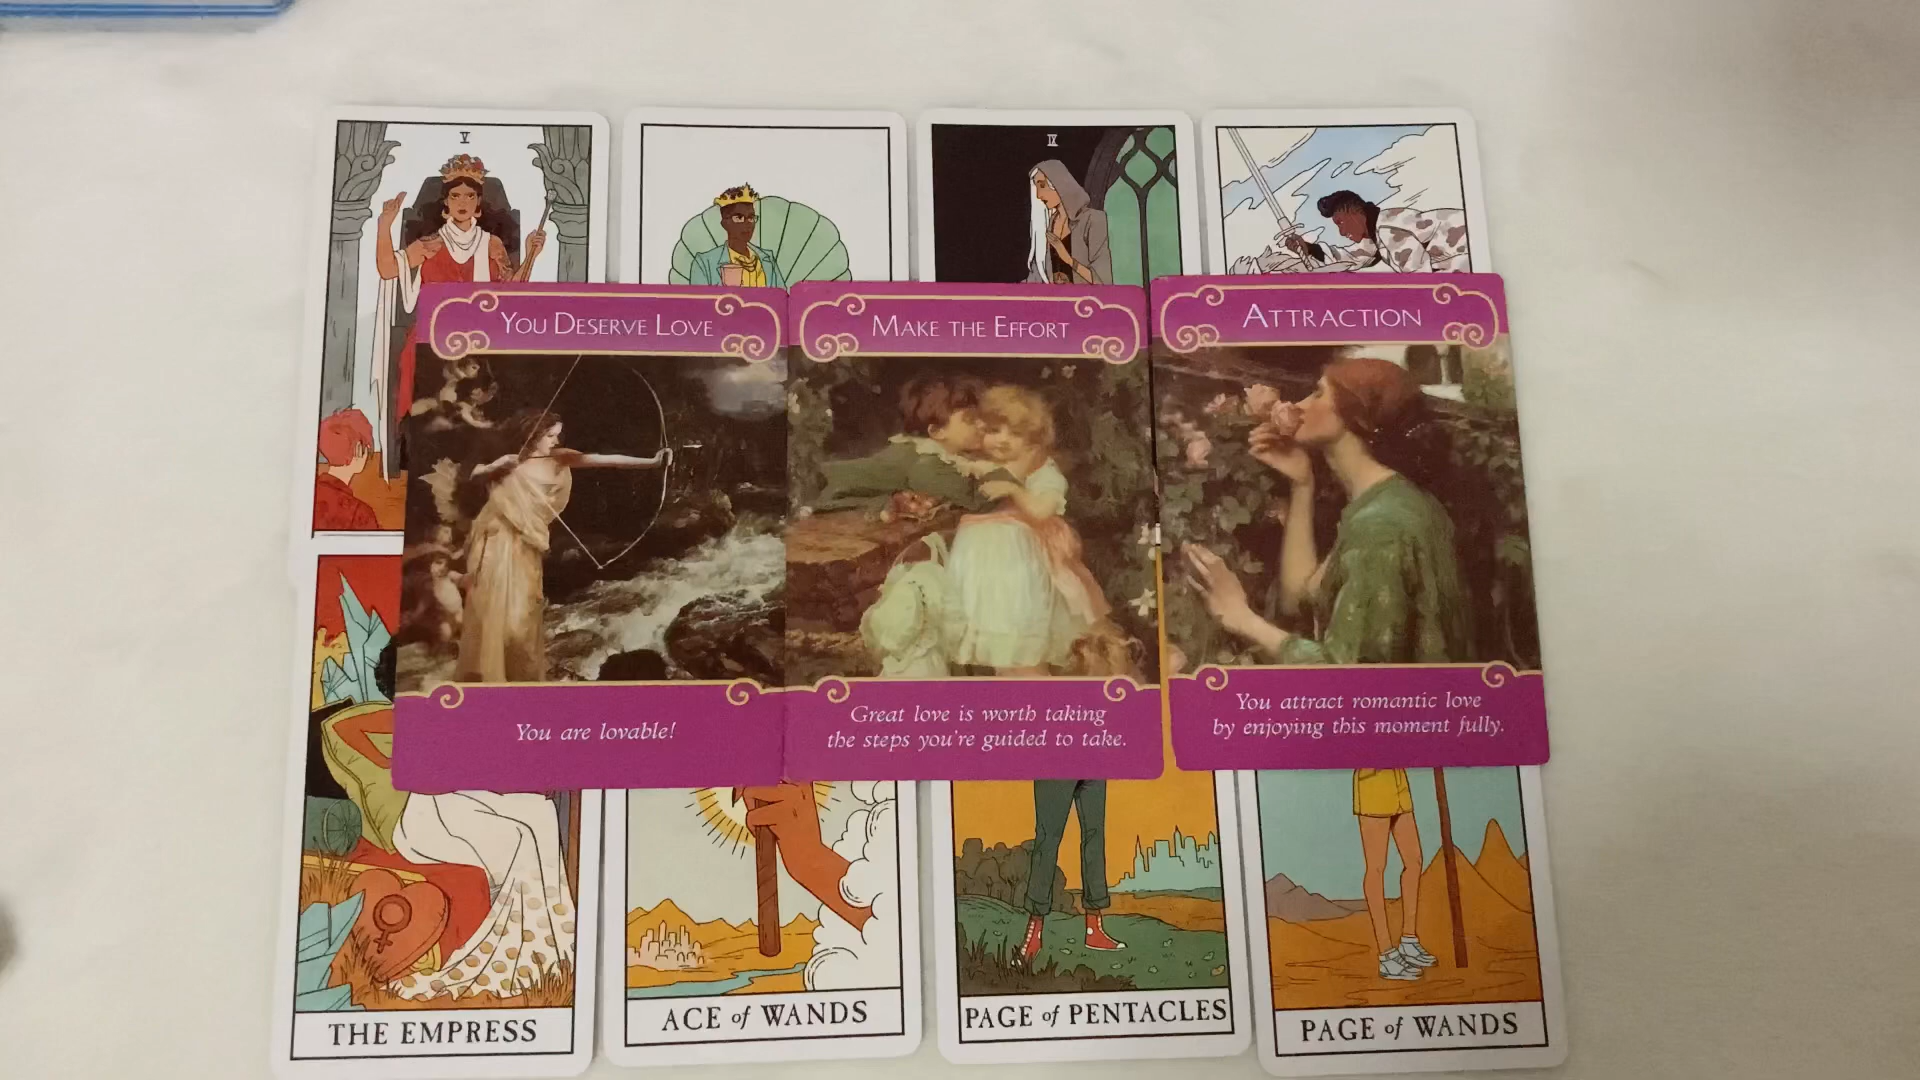 V
IX
YOU DESERVE LOVE
MAKE THE EFFORT
ATTRACTION
You are lovable!
Great love is worth taking
the steps you're guided to take.
You attract romantic love
by enjoying this moment fully.
THE EMPRESS
ACE of WANDS
PAGE of PENTACLES
PAGE of WANDS